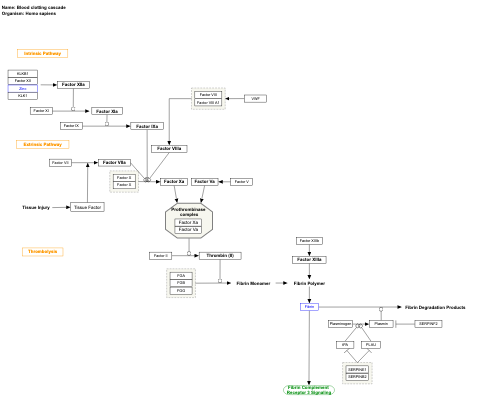 Name: Blood clotting cascade
Organism: Homo sapiens
Intrinsic Pathway
KLKB1
Factor XII
Zinc
KLK1
Factor XIIa
Factor XI
Factor XIa
Factor IX
Factor IXa
Factor VIII
Factor VIII A1
VWF
Factor VIIIa
Extrinsic Pathway
Factor VII
Factor VIIa
Factor X
Factor X
Factor Xa
Factor Va
Factor V
Tissue Injury
Tissue Factor
Prothrombinase
complex
Factor Xa
Factor Va
Thrombolysis
Factor II
Thrombin (II)
FGA
FGB
FGG
Fibrin Monomer
Fibrin Polymer
Factor XIIIb
Factor XIIIa
Fibrin
Fibrin Degradation Products
Plasminogen
Plasmin
SERPINF2
tPA
PLAU
SERPINE1
SERPINB2
Fibrin Complement
Receptor 3 Signaling